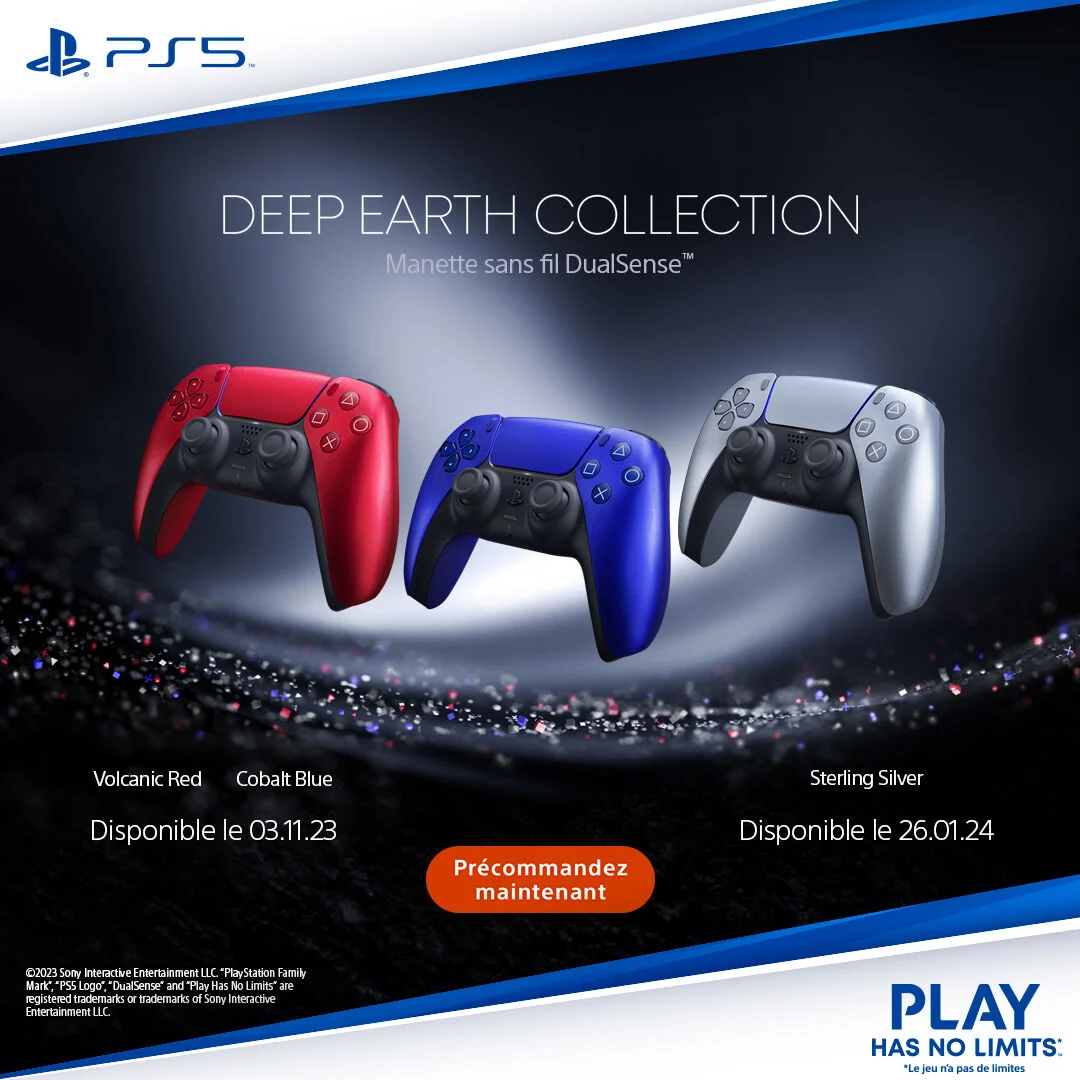 PS5
DEEP EARTH COLLECTION
Manette sans fil DualSense™
Volcanic Red Cobalt Blue
Disponible le 03.11.23
Sterling Silver
Disponible le 26.01.24
Précommandez
maintenant
©2023 Sony Interactive Entertainment LLC. "PlayStation Family
Mark", "PS5 Logo", "DualSense" and "Play Has No Limits" are
registered trademarks or trademarks of Sony Interactive
Entertainment LLC.
PLAY
HAS NO LIMITS*™
*Le jeu n'a pas de limites